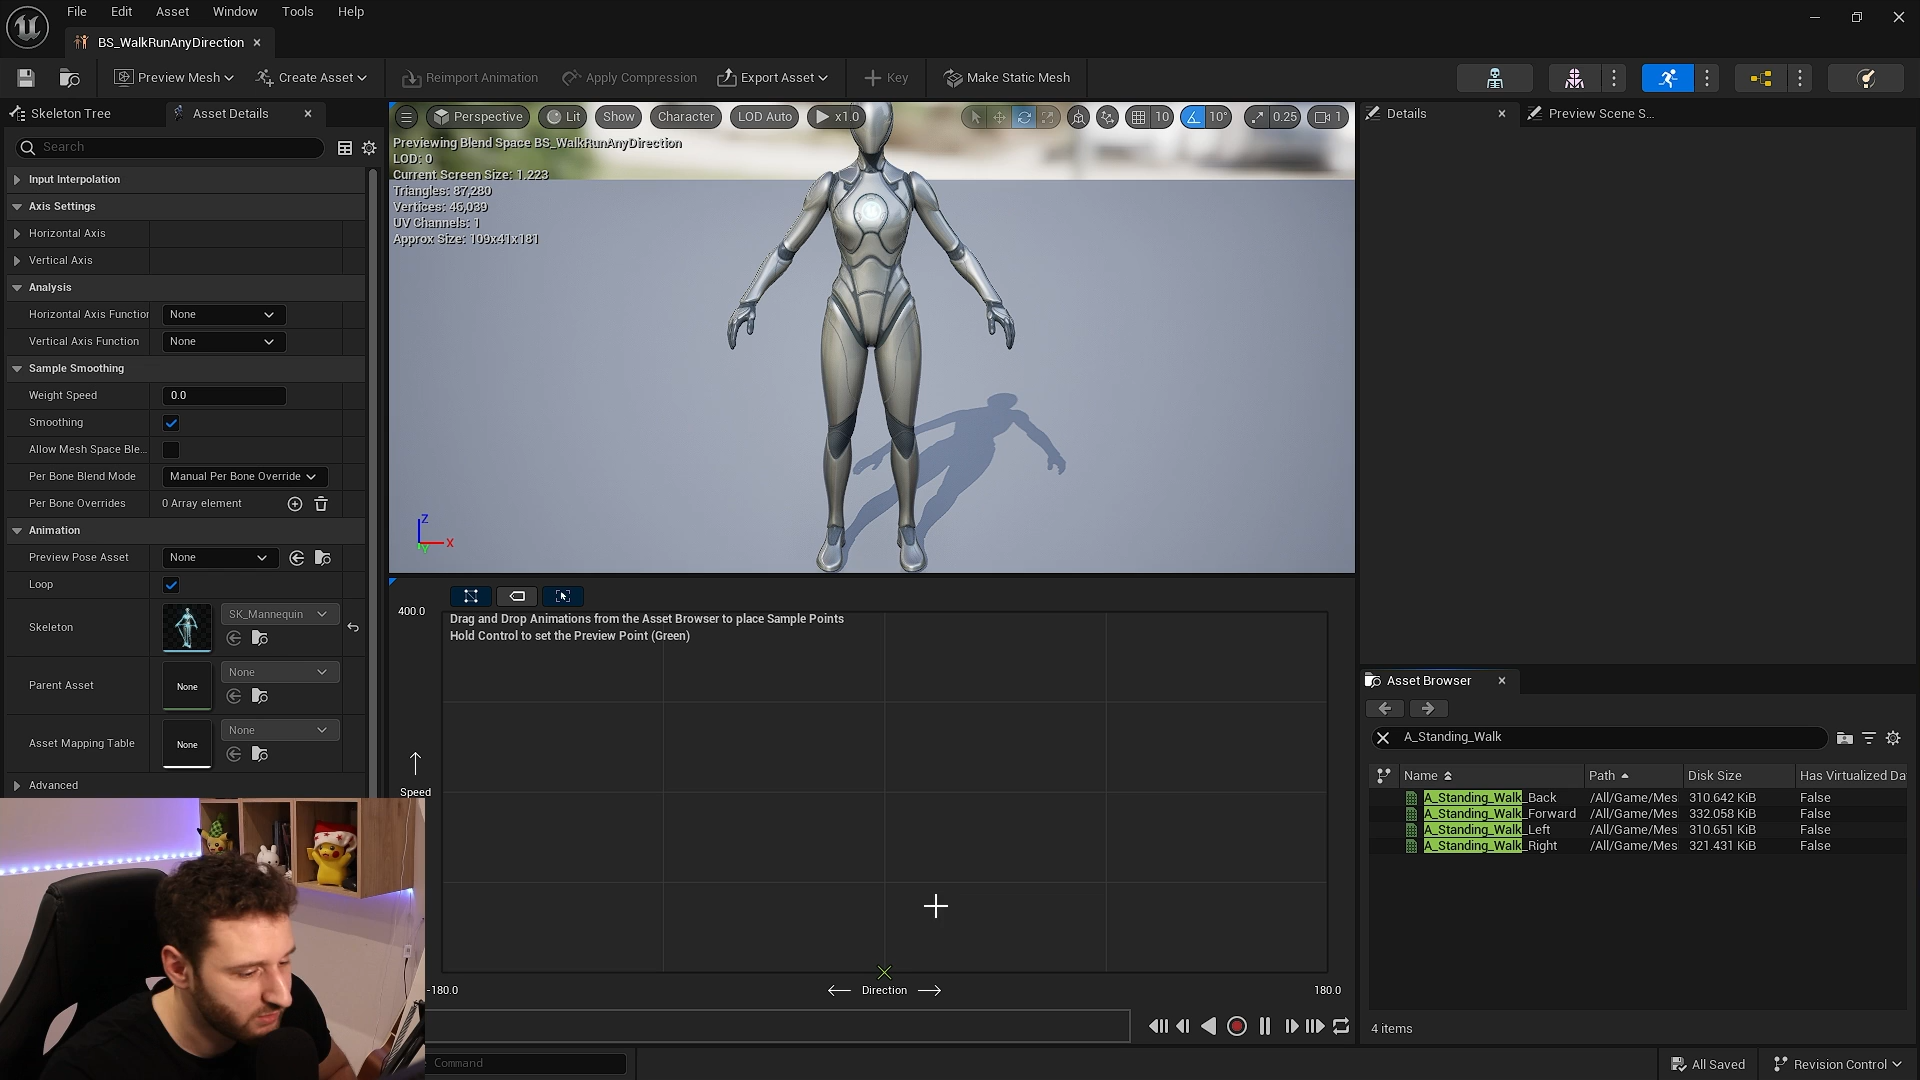 File Edit Asset Window Tools Help
BS_WalkRunAnyDirection
Preview Mesh Create Asset Reimport Animation Apply Compression Export Asset Key Make Static Mesh
Skeleton Tree Asset Details
Search
Input Interpolation
Axis Settings
Horizontal Axis
Vertical Axis
Analysis
Horizontal Axis Function None
Vertical Axis Function None
Sample Smoothing
Weight Speed 0.0
Smoothing
Allow Mesh Space Ble...
Per Bone Blend Mode Manual Per Bone Override
Per Bone Overrides 0 Array element
Animation
Preview Pose Asset None
Loop
Skeleton SK_Mannequin
Parent Asset None None
Asset Mapping Table None None
Advanced
Perspective Lit Show Character LOD Auto x1.0 10 10° 0.25 1
Previewing Blend Space BS_WalkRunAnyDirection
LOD: 0
Current Screen Size: 1.223
Triangles: 87,280
Vertices: 46,039
UV Channels: 1
Approx Size: 109x41x181
Z
X
Y
400.0
Drag and Drop Animations from the Asset Browser to place Sample Points
Hold Control to set the Preview Point (Green)
Speed
-180.0 Direction 180.0
Command
Details Preview Scene S...
Asset Browser
A_Standing_Walk
Name Path Disk Size Has Virtualized Da
A_Standing_Walk_Back /All/Game/Mes 310.642 KiB False
A_Standing_Walk_Forward /All/Game/Mes 332.058 KiB False
A_Standing_Walk_Left /All/Game/Mes 310.651 KiB False
A_Standing_Walk_Right /All/Game/Mes 321.431 KiB False
4 items
All Saved Revision Control